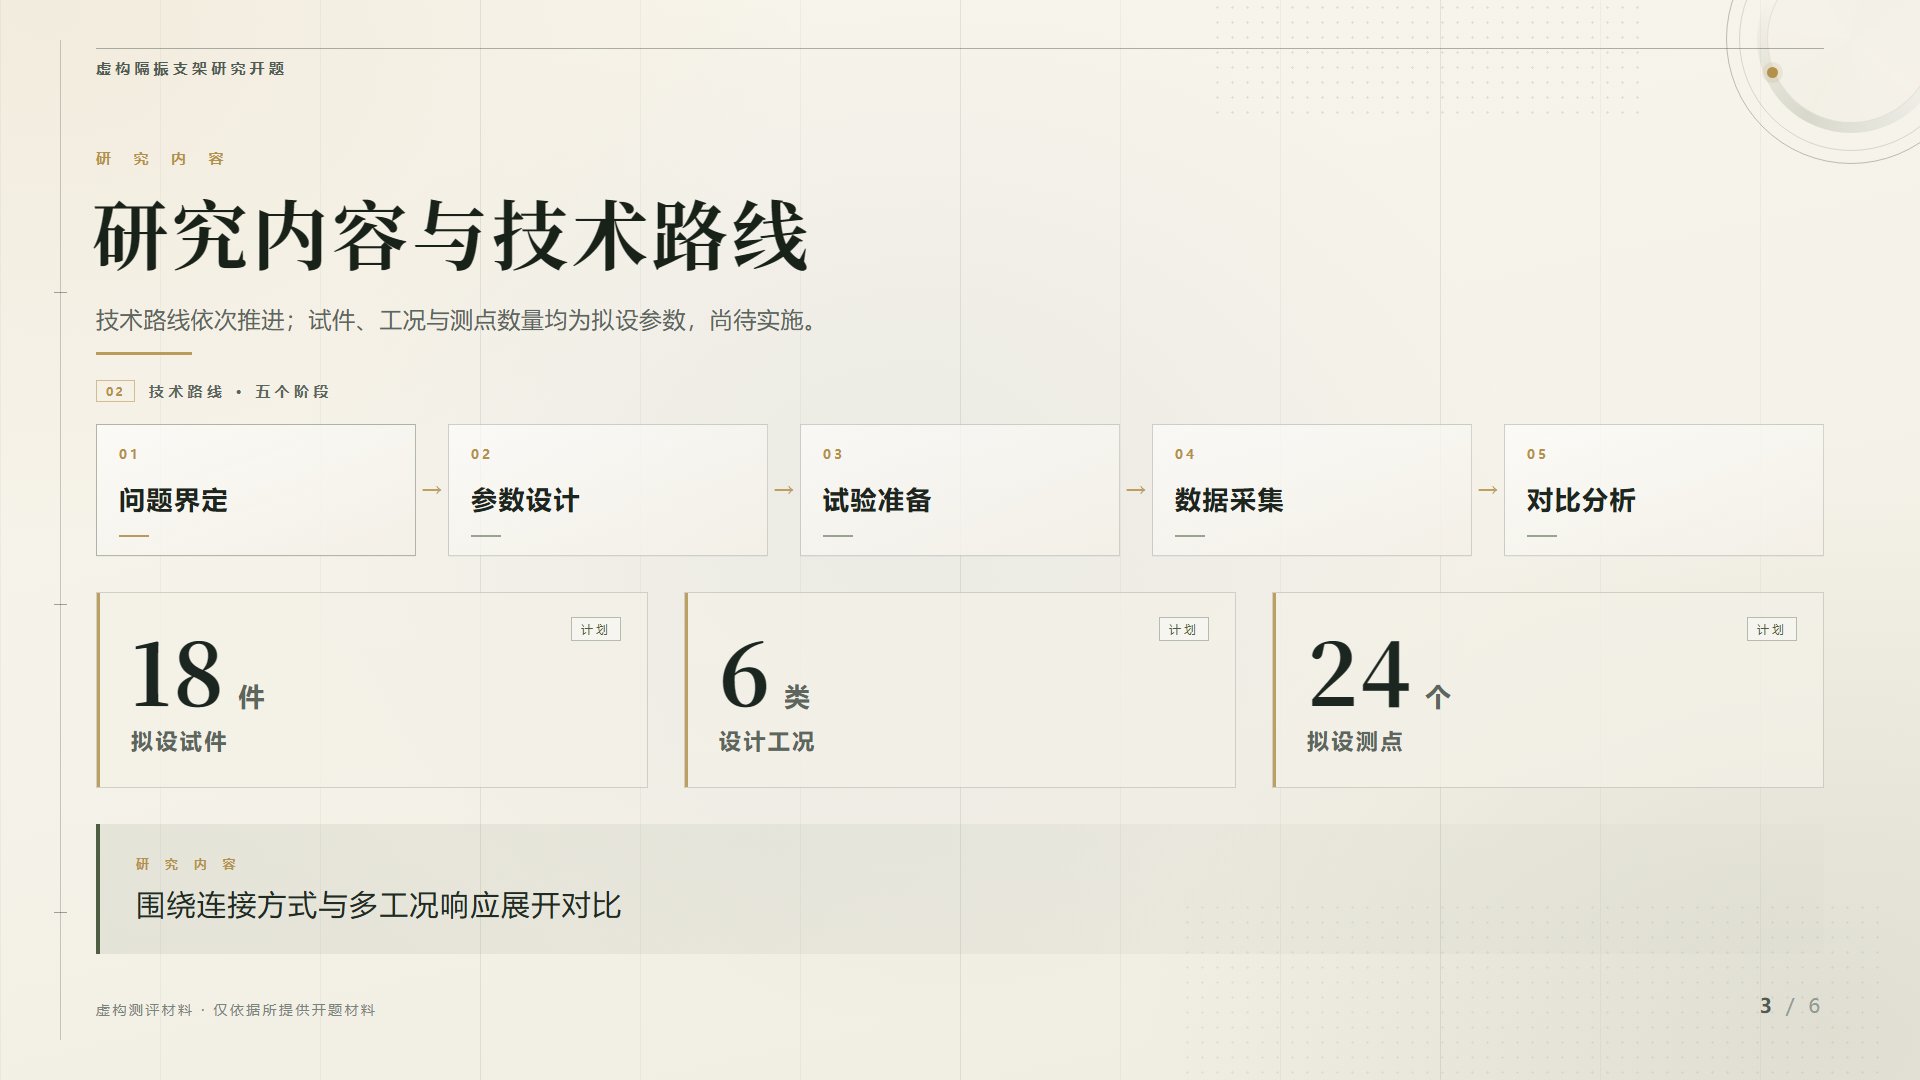 虚构隔振支架研究开题
研究内容
研究内容与技术路线
技术路线依次推进；试件、工况与测点数量均为拟设参数，尚待实施。
02 技术路线 · 五个阶段
01
问题界定
→
02
参数设计
→
03
试验准备
→
04
数据采集
→
05
对比分析
计划
18 件
拟设试件
计划
6 类
设计工况
计划
24 个
拟设测点
研究内容
围绕连接方式与多工况响应展开对比
虚构测评材料 · 仅依据所提供开题材料
3 / 6